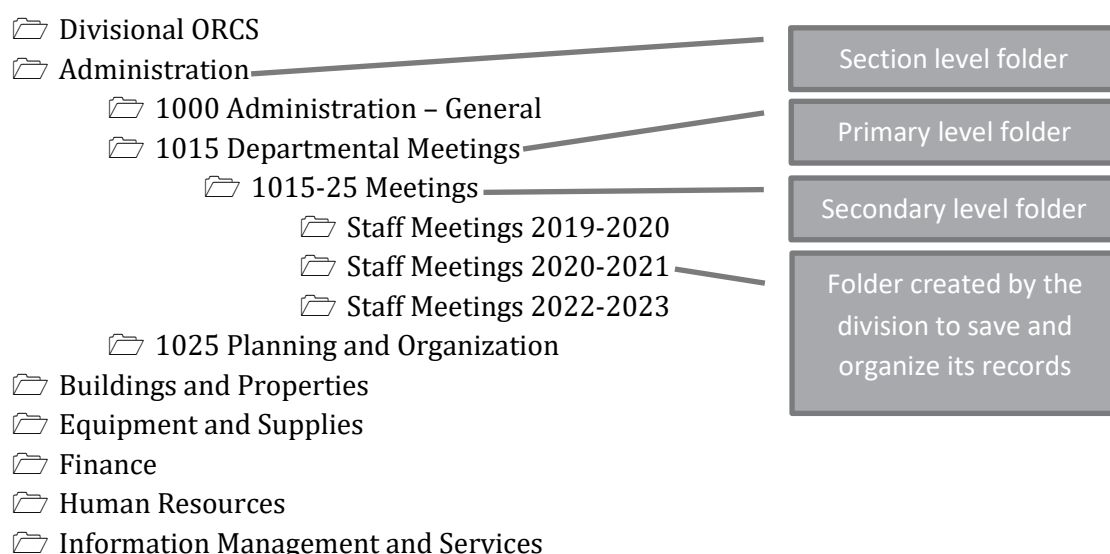 Divisional ORCS
Administration
1000 Administration – General
1015 Departmental Meetings
1015-25 Meetings
Staff Meetings 2019-2020
Staff Meetings 2020-2021
Staff Meetings 2022-2023
1025 Planning and Organization
Buildings and Properties
Equipment and Supplies
Finance
Human Resources
Information Management and Services
Section level folder
Primary level folder
Secondary level folder
Folder created by the
division to save and
organize its records